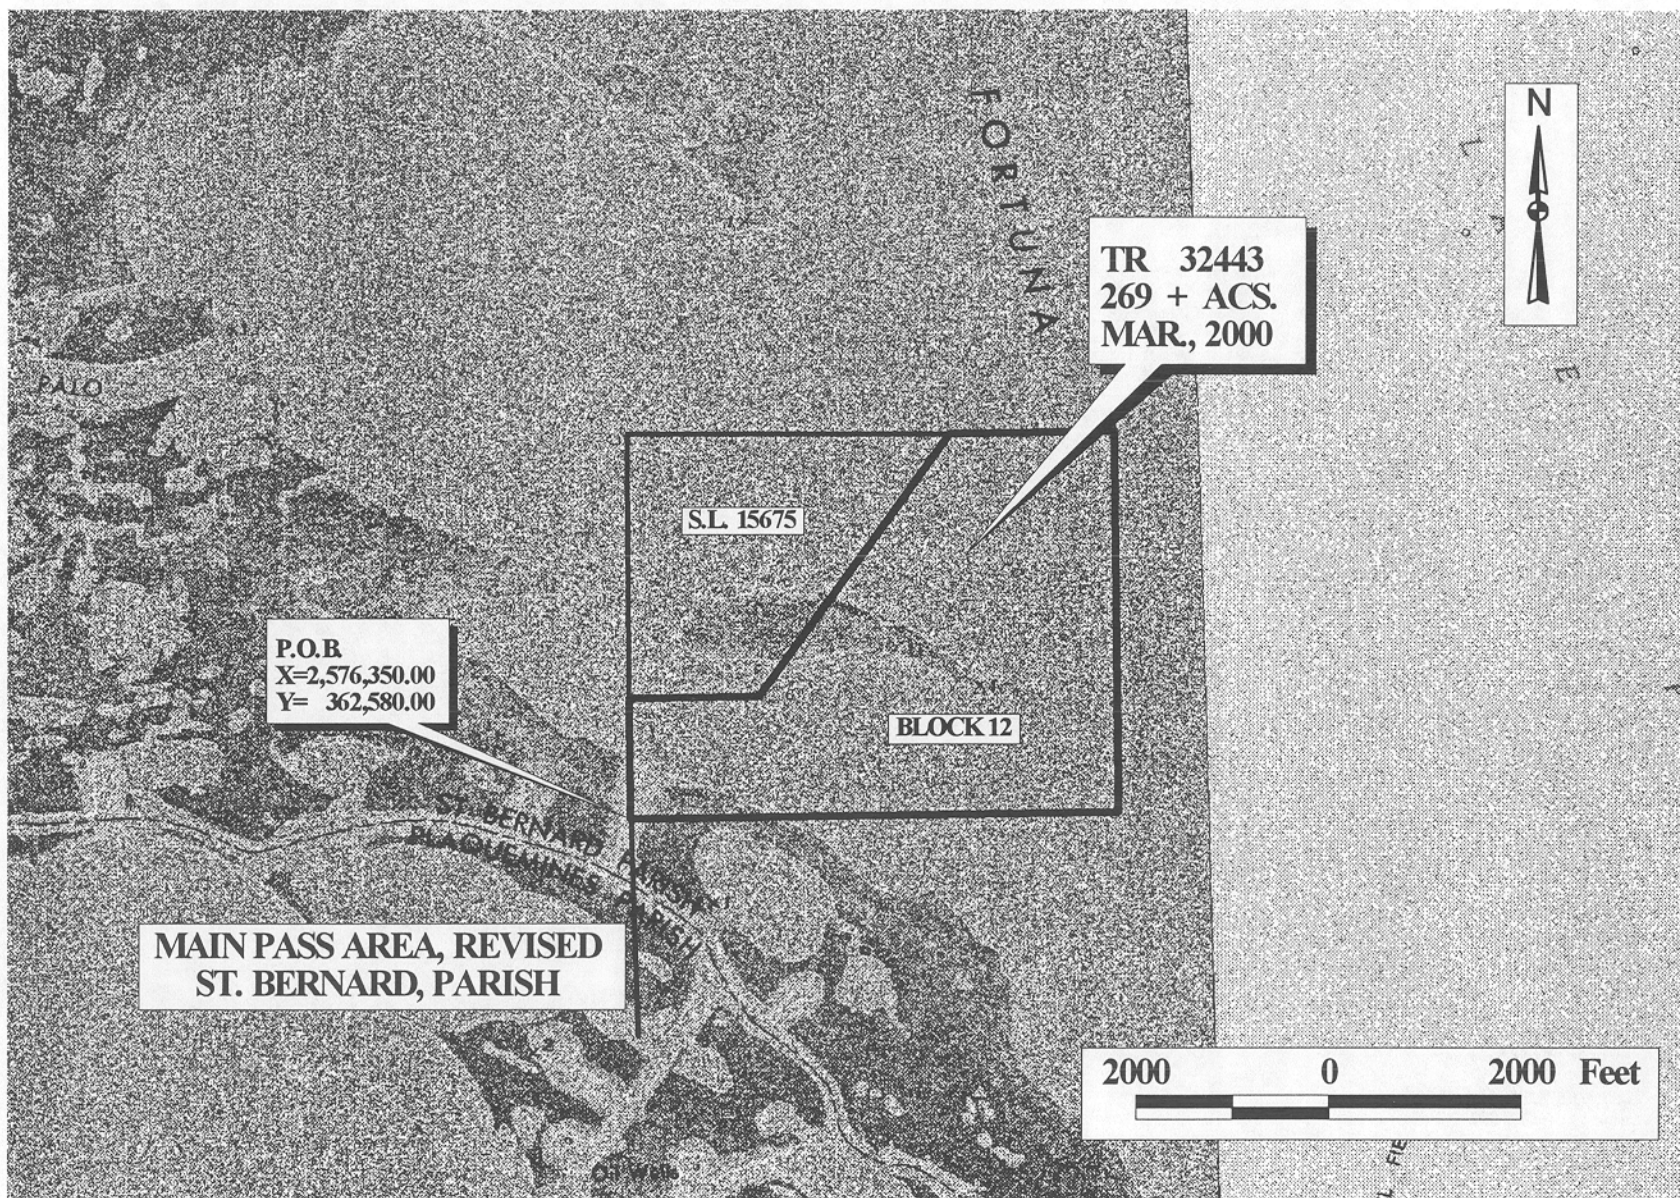 FORTUNA
N
L
A
E
TR 32443
269 + ACS.
MAR., 2000
PALO
S.L. 15675
P.O.B.
X=2,576,350.00
Y= 362,580.00
BLOCK 12
ST. BERNARD PARISH
PLAQUEMINES PARISH
MAIN PASS AREA, REVISED
ST. BERNARD, PARISH
2000 0 2000 Feet
Oil Wells